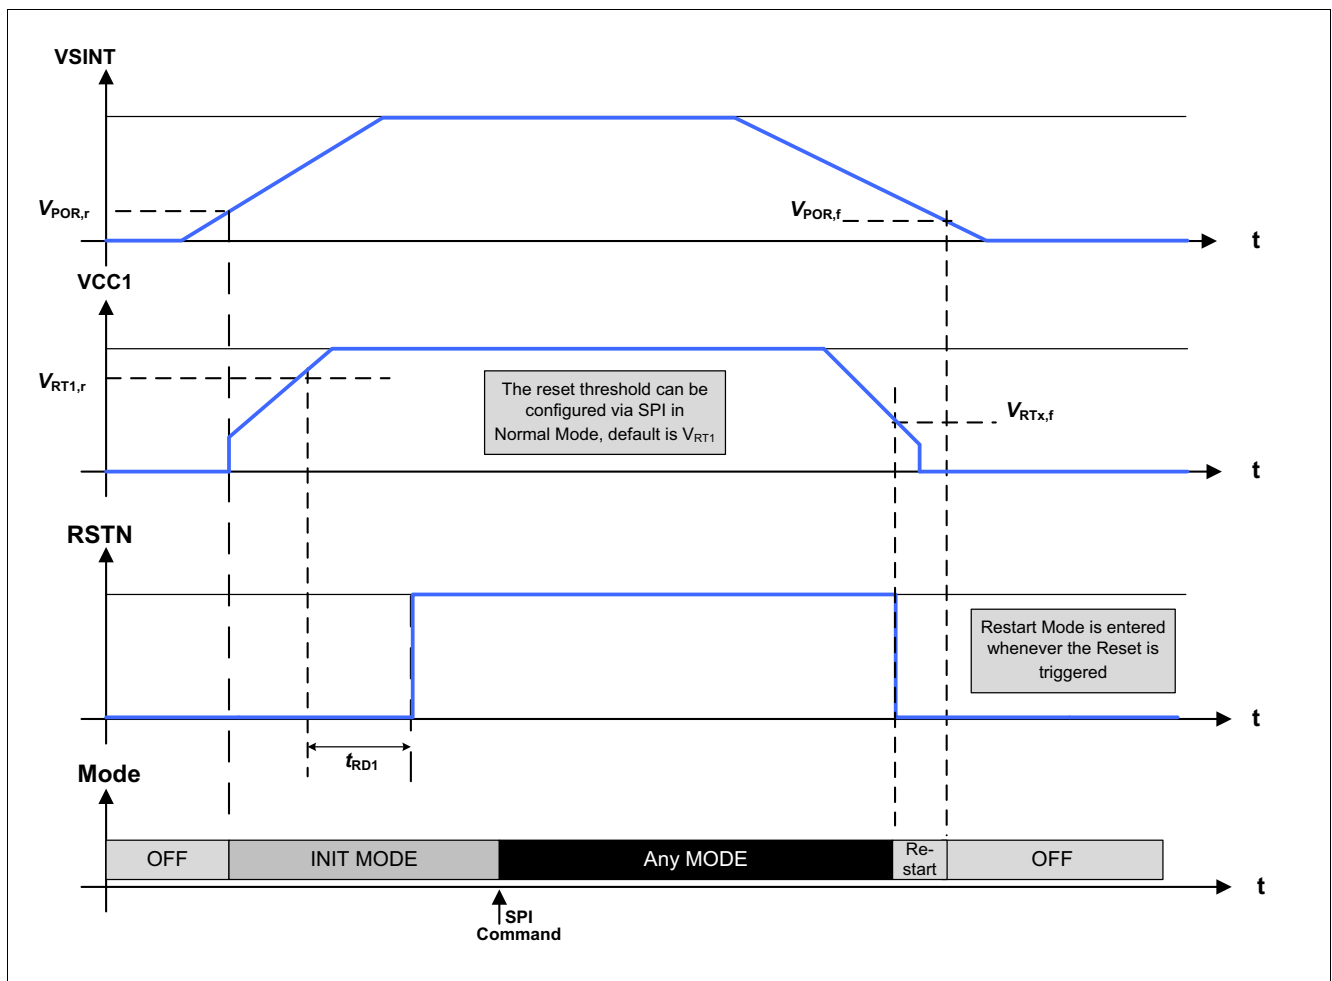 VSINT
VPOR,r
VPOR,f
t
VCC1
VRT1,r
The reset threshold can be
configured via SPI in
Normal Mode, default is VRT1
VRTx,f
t
RSTN
Restart Mode is entered
whenever the Reset is
triggered
t
tRD1
Mode
OFF
INIT MODE
Any MODE
Re-
start
OFF
t
SPI
Command